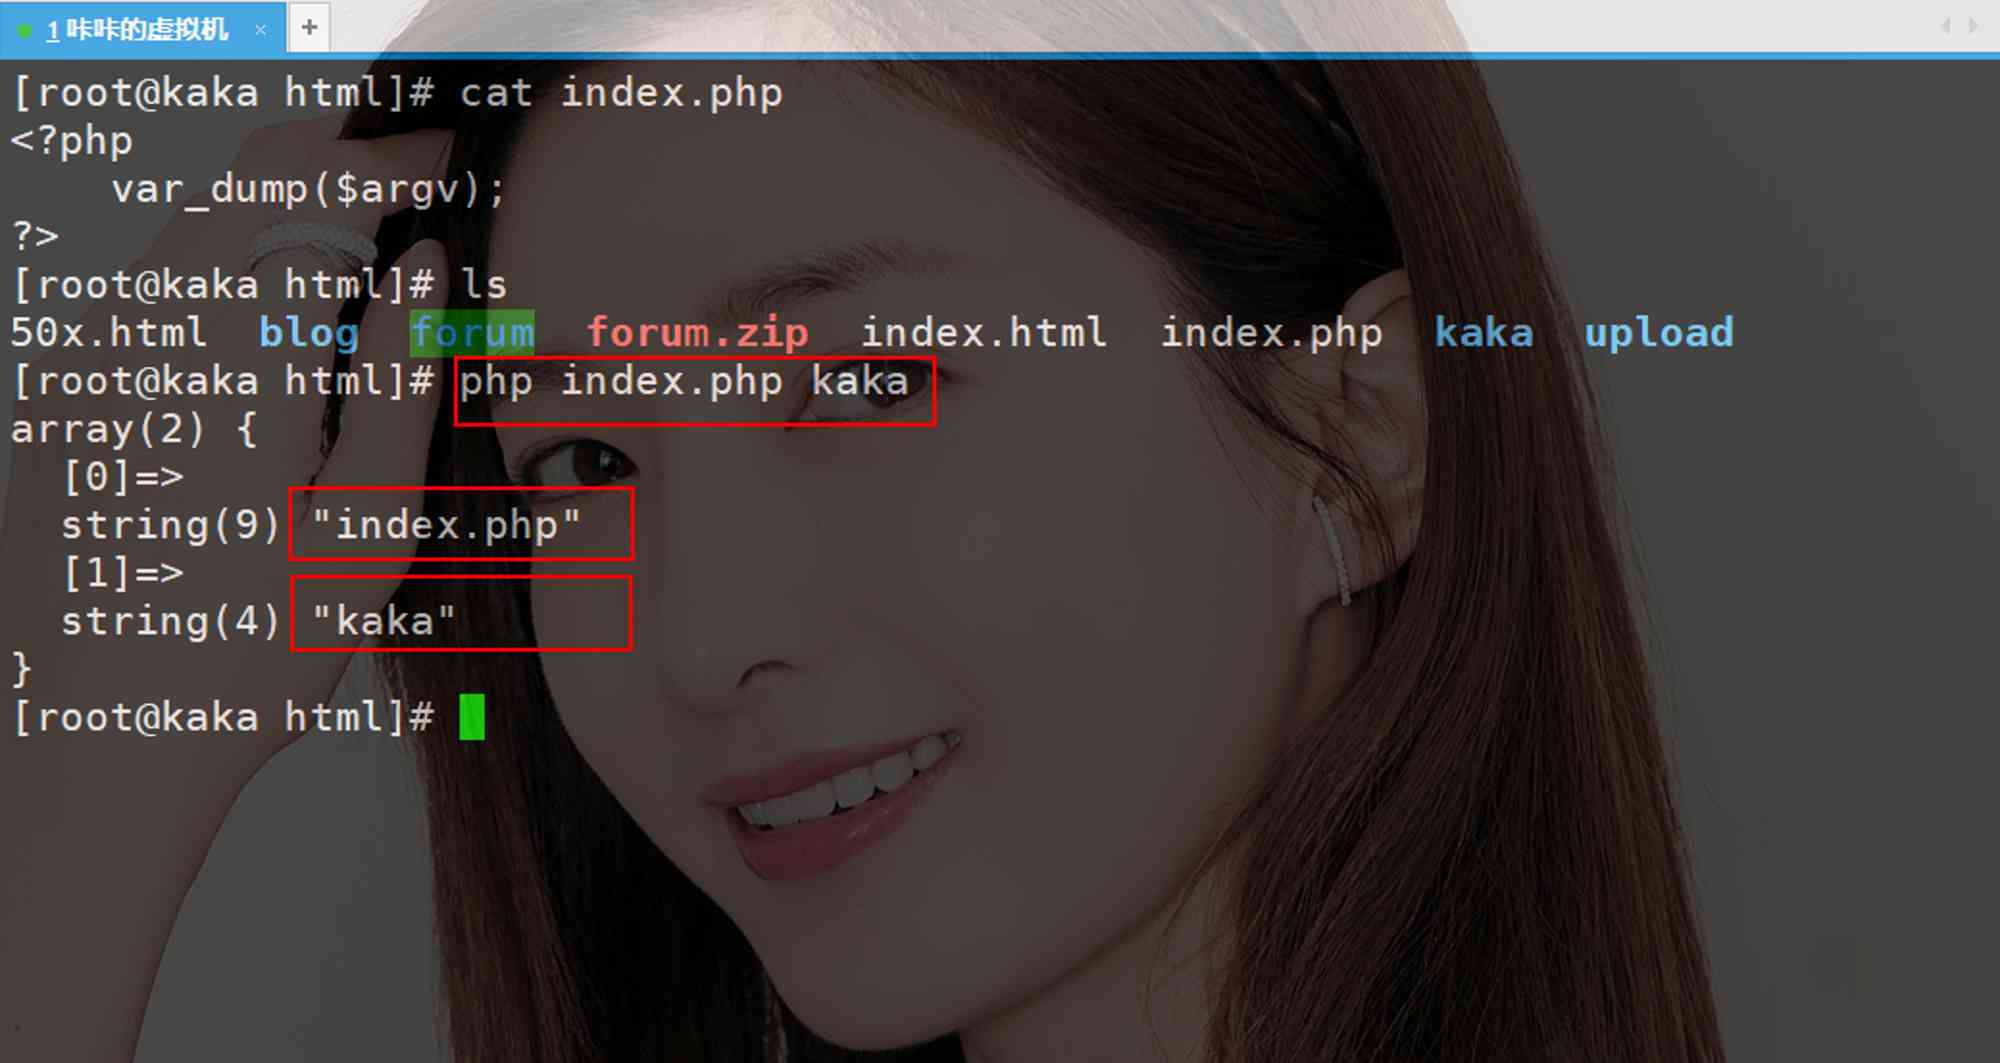 1 咔咔的虚拟机 × +
[root@kaka html]# cat index.php
<?php
    var_dump($argv);
?>
[root@kaka html]# ls
50x.html  blog  forum  forum.zip  index.html  index.php  kaka  upload
[root@kaka html]# php index.php kaka
array(2) {
  [0]=>
  string(9) "index.php"
  [1]=>
  string(4) "kaka"
}
[root@kaka html]#